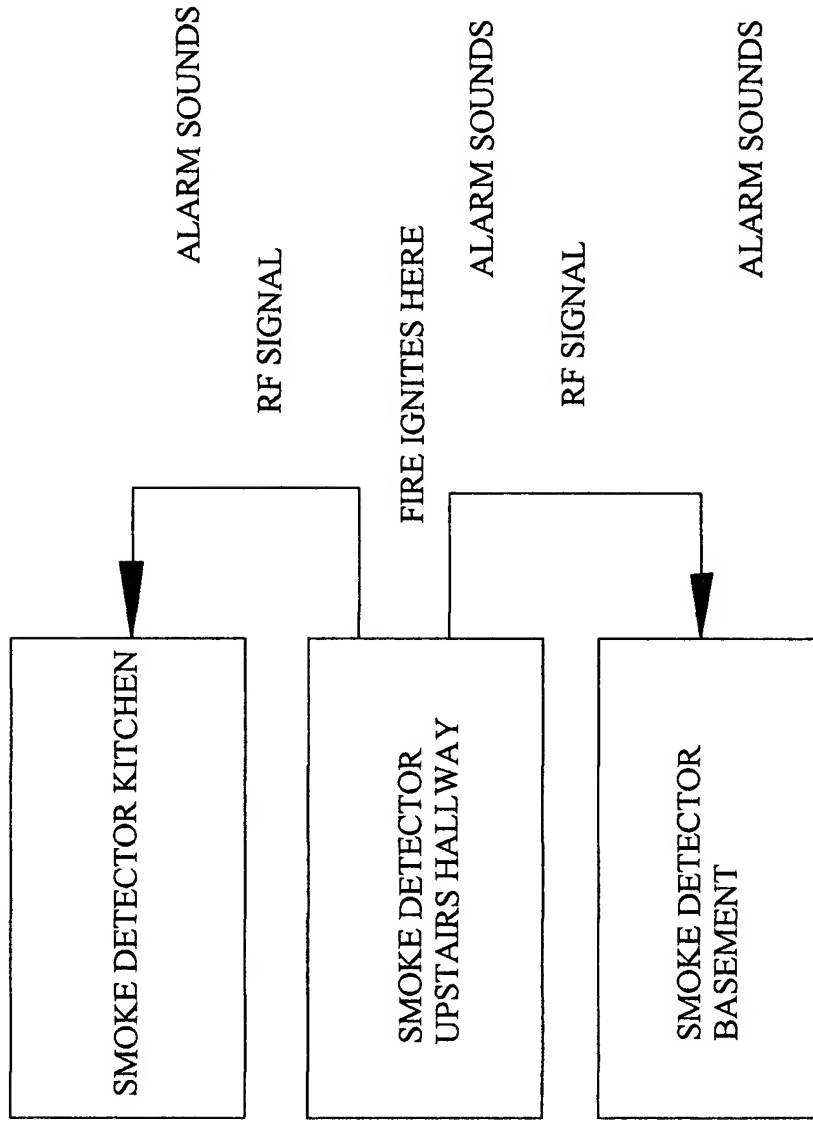 SMOKE DETECTOR KITCHEN
ALARM SOUNDS
RF SIGNAL
SMOKE DETECTOR
UPSTAIRS HALLWAY
FIRE IGNITES HERE
ALARM SOUNDS
RF SIGNAL
SMOKE DETECTOR
BASEMENT
ALARM SOUNDS